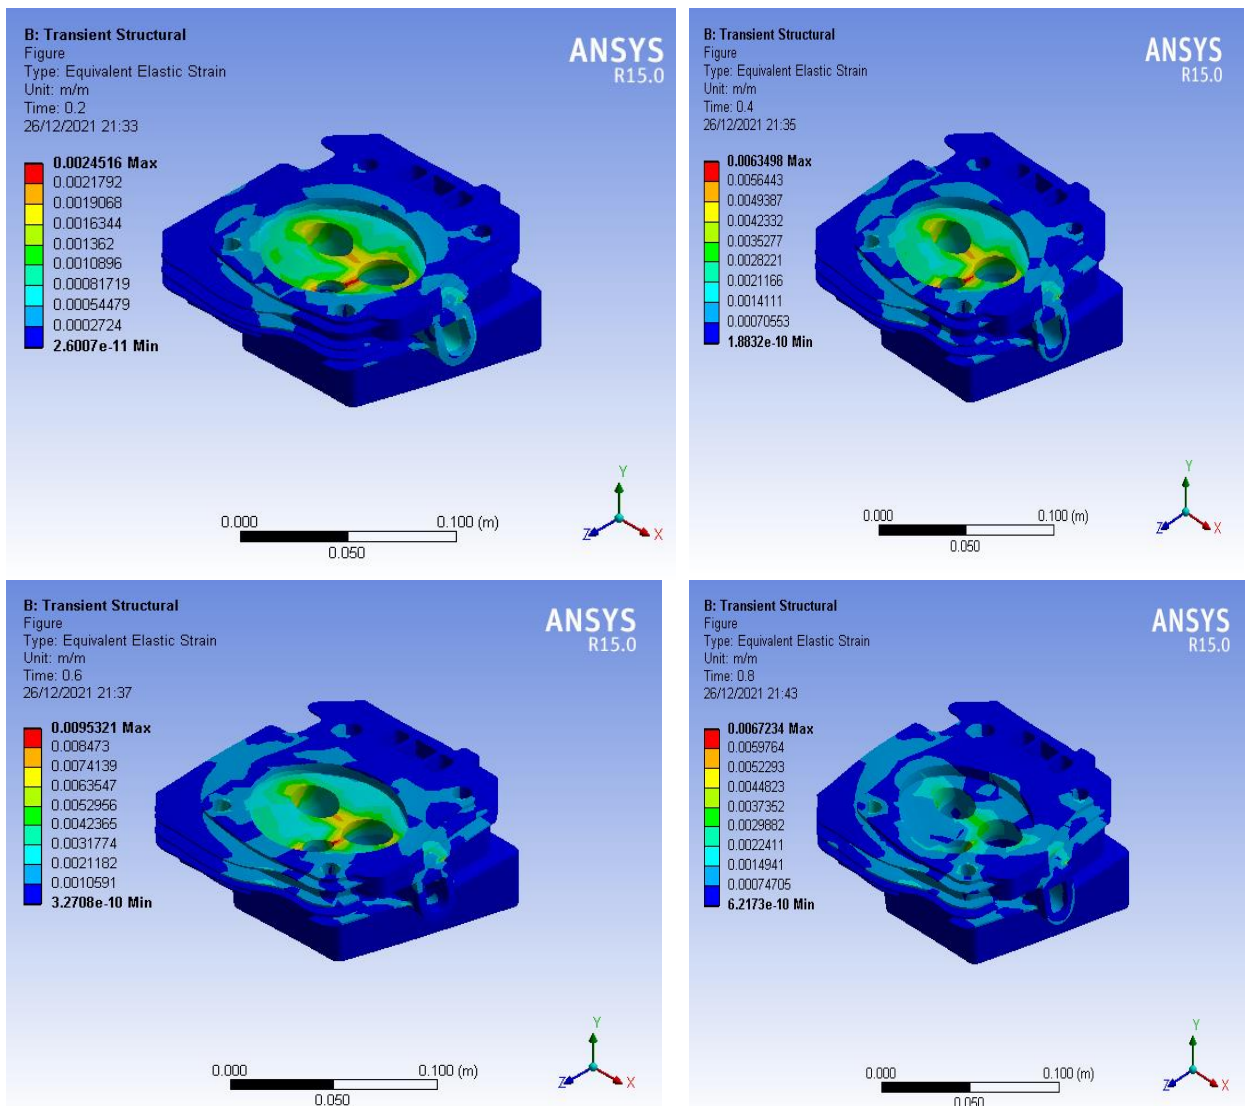 B: Transient Structural
Figure
Type: Equivalent Elastic Strain
Unit: m/m
Time: 0.2
26/12/2021 21:33
ANSYS
R15.0
0.0024516 Max
0.0021792
0.0019068
0.0016344
0.001362
0.0010896
0.00081719
0.00054479
0.0002724
2.6007e-11 Min
Y
Z
X
0.000
0.100 (m)
0.050
B: Transient Structural
Figure
Type: Equivalent Elastic Strain
Unit: m/m
Time: 0.4
26/12/2021 21:35
ANSYS
R15.0
0.0063498 Max
0.0056443
0.0049387
0.0042332
0.0035277
0.0028221
0.0021166
0.0014111
0.00070553
1.8832e-10 Min
Y
Z
X
0.000
0.100 (m)
0.050
B: Transient Structural
Figure
Type: Equivalent Elastic Strain
Unit: m/m
Time: 0.6
26/12/2021 21:37
ANSYS
R15.0
0.0095321 Max
0.008473
0.0074139
0.0063547
0.0052956
0.0042365
0.0031774
0.0021182
0.0010591
3.2708e-10 Min
Y
Z
X
0.000
0.100 (m)
0.050
B: Transient Structural
Figure
Type: Equivalent Elastic Strain
Unit: m/m
Time: 0.8
26/12/2021 21:43
ANSYS
R15.0
0.0067234 Max
0.0059764
0.0052293
0.0044823
0.0037352
0.0029882
0.0022411
0.0014941
0.00074705
6.2173e-10 Min
Y
Z
X
0.000
0.100 (m)
0.050